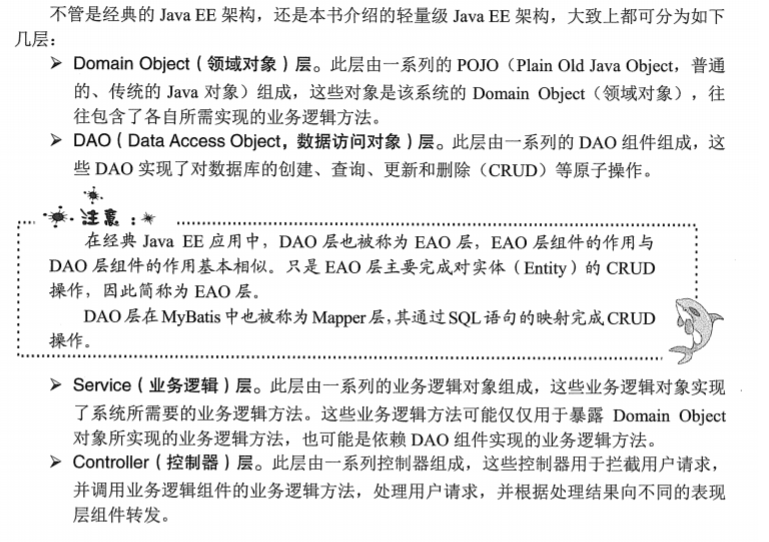 不管是经典的 Java EE 架构，还是本书介绍的轻量级 Java EE 架构，大致上都可分为如下
几层：
➢ Domain Object（领域对象）层。此层由一系列的 POJO（Plain Old Java Object，普通
的、传统的 Java 对象）组成，这些对象是该系统的 Domain Object（领域对象），往
往包含了各自所需实现的业务逻辑方法。
➢ DAO（Data Access Object，数据访问对象）层。此层由一系列的 DAO 组件组成，这
些 DAO 实现了对数据库的创建、查询、更新和删除（CRUD）等原子操作。
注意：
在经典 Java EE 应用中，DAO 层也被称为 EAO 层，EAO 层组件的作用与
DAO 层组件的作用基本相似。只是 EAO 层主要完成对实体（Entity）的 CRUD
操作，因此简称为 EAO 层。
DAO 层在 MyBatis 中也被称为 Mapper 层，其通过 SQL 语句的映射完成 CRUD
操作。
➢ Service（业务逻辑）层。此层由一系列的业务逻辑对象组成，这些业务逻辑对象实现
了系统所需要的业务逻辑方法。这些业务逻辑方法可能仅仅用于暴露 Domain Object
对象所实现的业务逻辑方法，也可能是依赖 DAO 组件实现的业务逻辑方法。
➢ Controller（控制器）层。此层由一系列控制器组成，这些控制器用于拦截用户请求，
并调用业务逻辑组件的业务逻辑方法，处理用户请求，并根据处理结果向不同的表现
层组件转发。